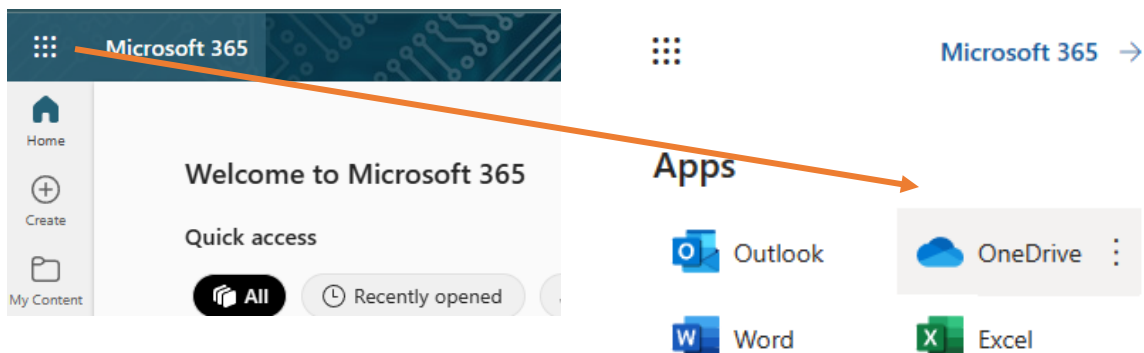 Microsoft 365
Home
Create
My Content
Welcome to Microsoft 365
Quick access
All
Recently opened
Microsoft 365
Apps
Outlook
OneDrive
Word
Excel